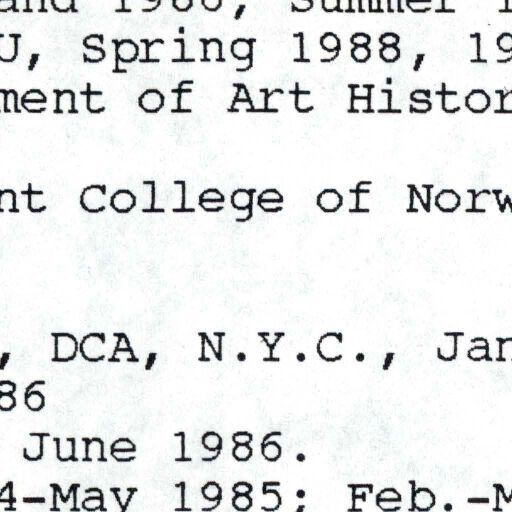 and 1986, Summer 1
U, Spring 1988, 19
ment of Art Histor
nt College of Norw
, DCA, N.Y.C., Jan
86
June 1986.
4-May 1985; Feb.-M